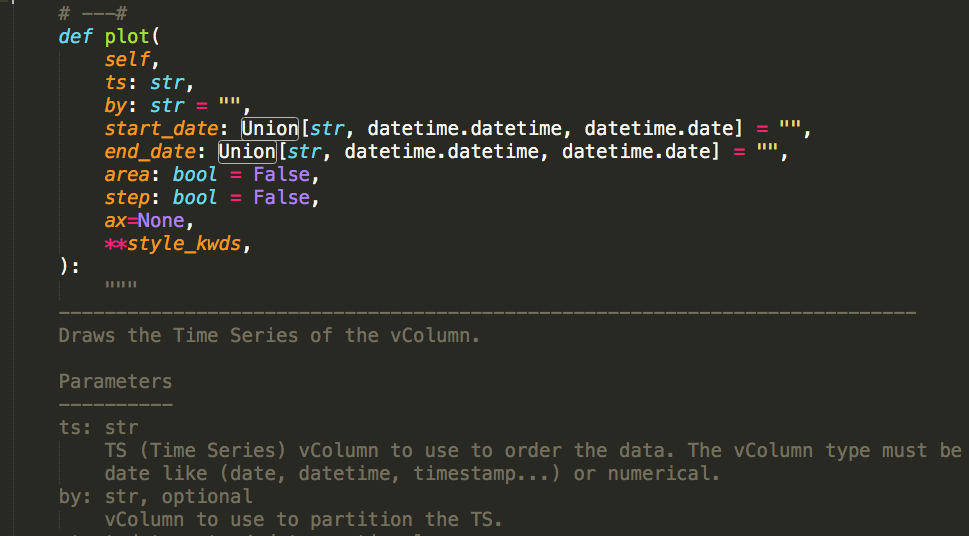 # ---#
def plot(
self,
ts: str,
by: str = "",
start_date: Union[str, datetime.datetime, datetime.date] = "",
end_date: Union[str, datetime.datetime, datetime.date] = "",
area: bool = False,
step: bool = False,
ax=None,
**style_kwds,
):
"""
---------------------------------------------------------------------------
Draws the Time Series of the vColumn.
Parameters
----------
ts: str
TS (Time Series) vColumn to use to order the data. The vColumn type must be
date like (date, datetime, timestamp...) or numerical.
by: str, optional
vColumn to use to partition the TS.